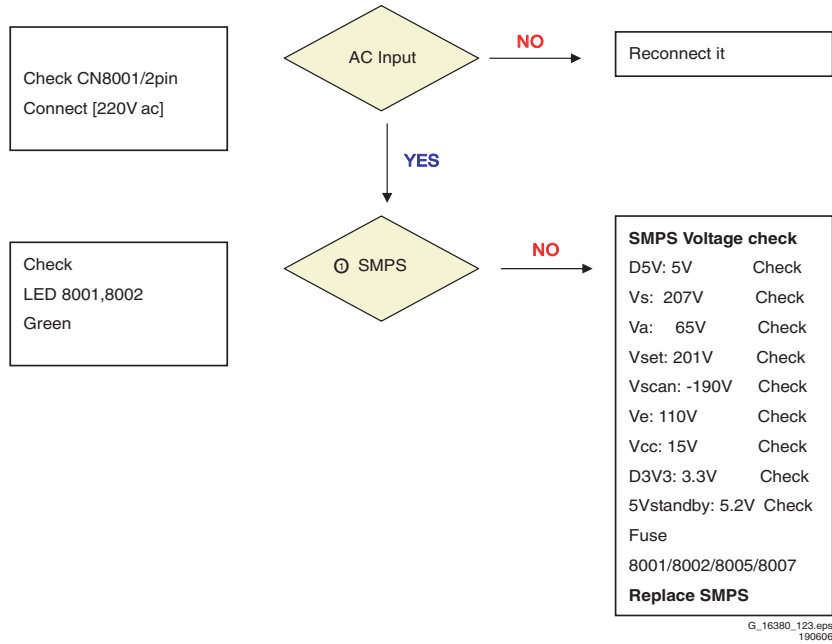 Check CN8001/2pin
Connect [220V ac]
AC Input
NO
Reconnect it
YES
Check
LED 8001,8002
Green
① SMPS
NO
SMPS Voltage check
D5V: 5V Check
Vs: 207V Check
Va: 65V Check
Vset: 201V Check
Vscan: -190V Check
Ve: 110V Check
Vcc: 15V Check
D3V3: 3.3V Check
5Vstandby: 5.2V Check
Fuse
8001/8002/8005/8007
Replace SMPS
G_16380_123.eps
190606